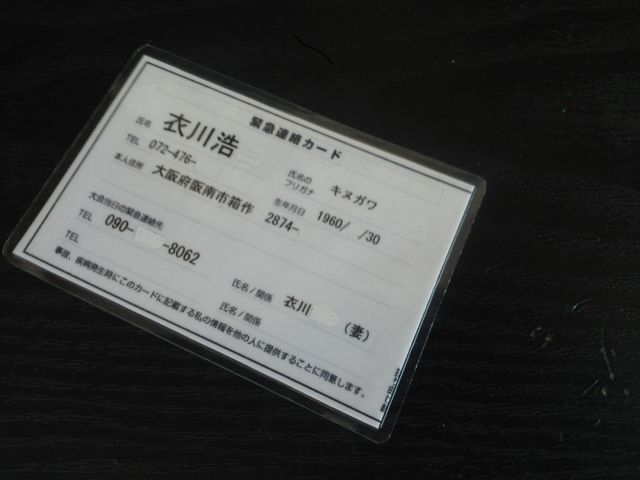 緊急連絡カード
氏名 衣川浩
氏名の
フリガナ キヌガワ
TEL 072-476-
生年月日 1960/ /30
本人住所 大阪府阪南市箱作 2874-
大会当日の緊急連絡先
TEL 090- -8062 氏名/関係 衣川 (妻)
TEL 氏名/関係
事故、疾病発生時にこのカードに記載する私の情報を他の人に提供することに同意します。